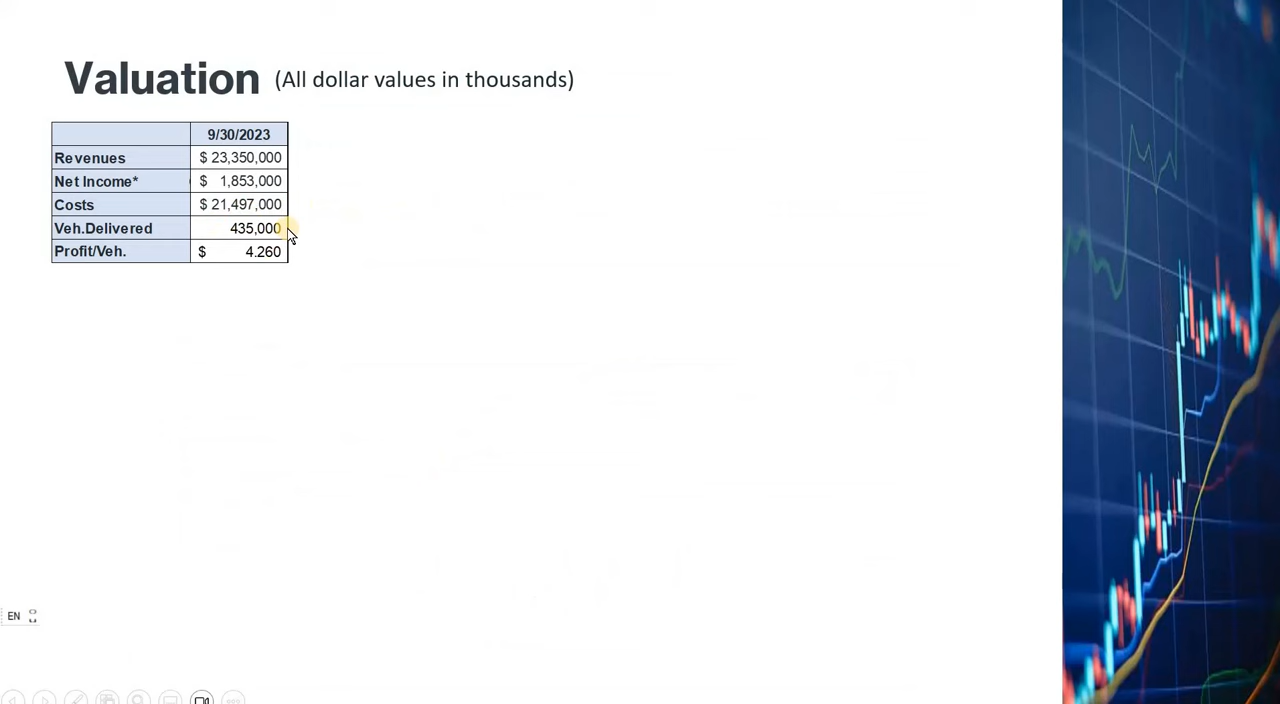 Valuation (All dollar values in thousands)
9/30/2023
Revenues $ 23,350,000
Net Income* $ 1,853,000
Costs $ 21,497,000
Veh.Delivered 435,000
Profit/Veh. $ 4.260
EN